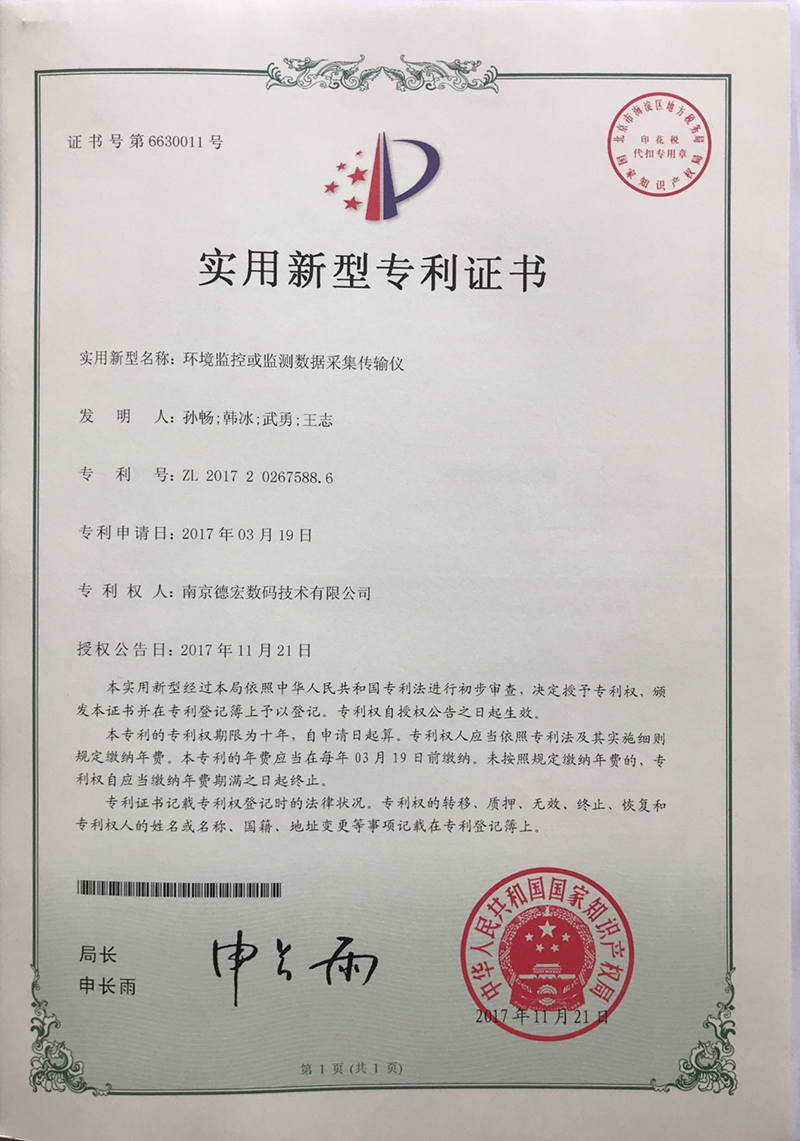 证书号第6630011号
北京市海淀区地方税务局
印花税
代扣专用章
国家知识产权局
实用新型专利证书
实用新型名称：环境监控或监测数据采集传输仪
发明人：孙畅;韩冰;武勇;王志
专利号：ZL 2017 2 0267588.6
专利申请日：2017年03月19日
专利权人：南京德宏数码技术有限公司
授权公告日：2017年11月21日
本实用新型经过本局依照中华人民共和国专利法进行初步审查，决定授予专利权，颁
发本证书并在专利登记簿上予以登记。专利权自授权公告之日起生效。
本专利的专利权期限为十年，自申请日起算。专利权人应当依照专利法及其实施细则
规定缴纳年费。本专利的年费应当在每年03月19日前缴纳。未按照规定缴纳年费的，专
利权自应当缴纳年费期满之日起终止。
专利证书记载专利权登记时的法律状况。专利权的转移、质押、无效、终止、恢复和
专利权人的姓名或名称、国籍、地址变更等事项记载在专利登记簿上。
局长
申长雨
申长雨
中华人民共和国国家知识产权局
2017年11月21日
第1页(共1页)